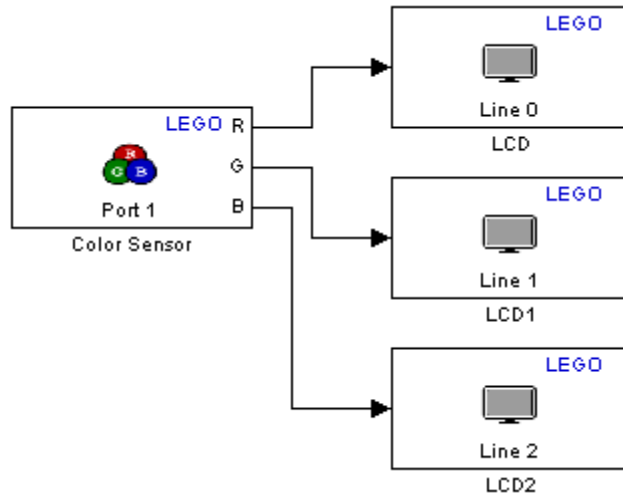 LEGO
Line 0
LCD
LEGO R
R
G B
G
Port 1
B
Color Sensor
LEGO
Line 1
LCD1
LEGO
Line 2
LCD2